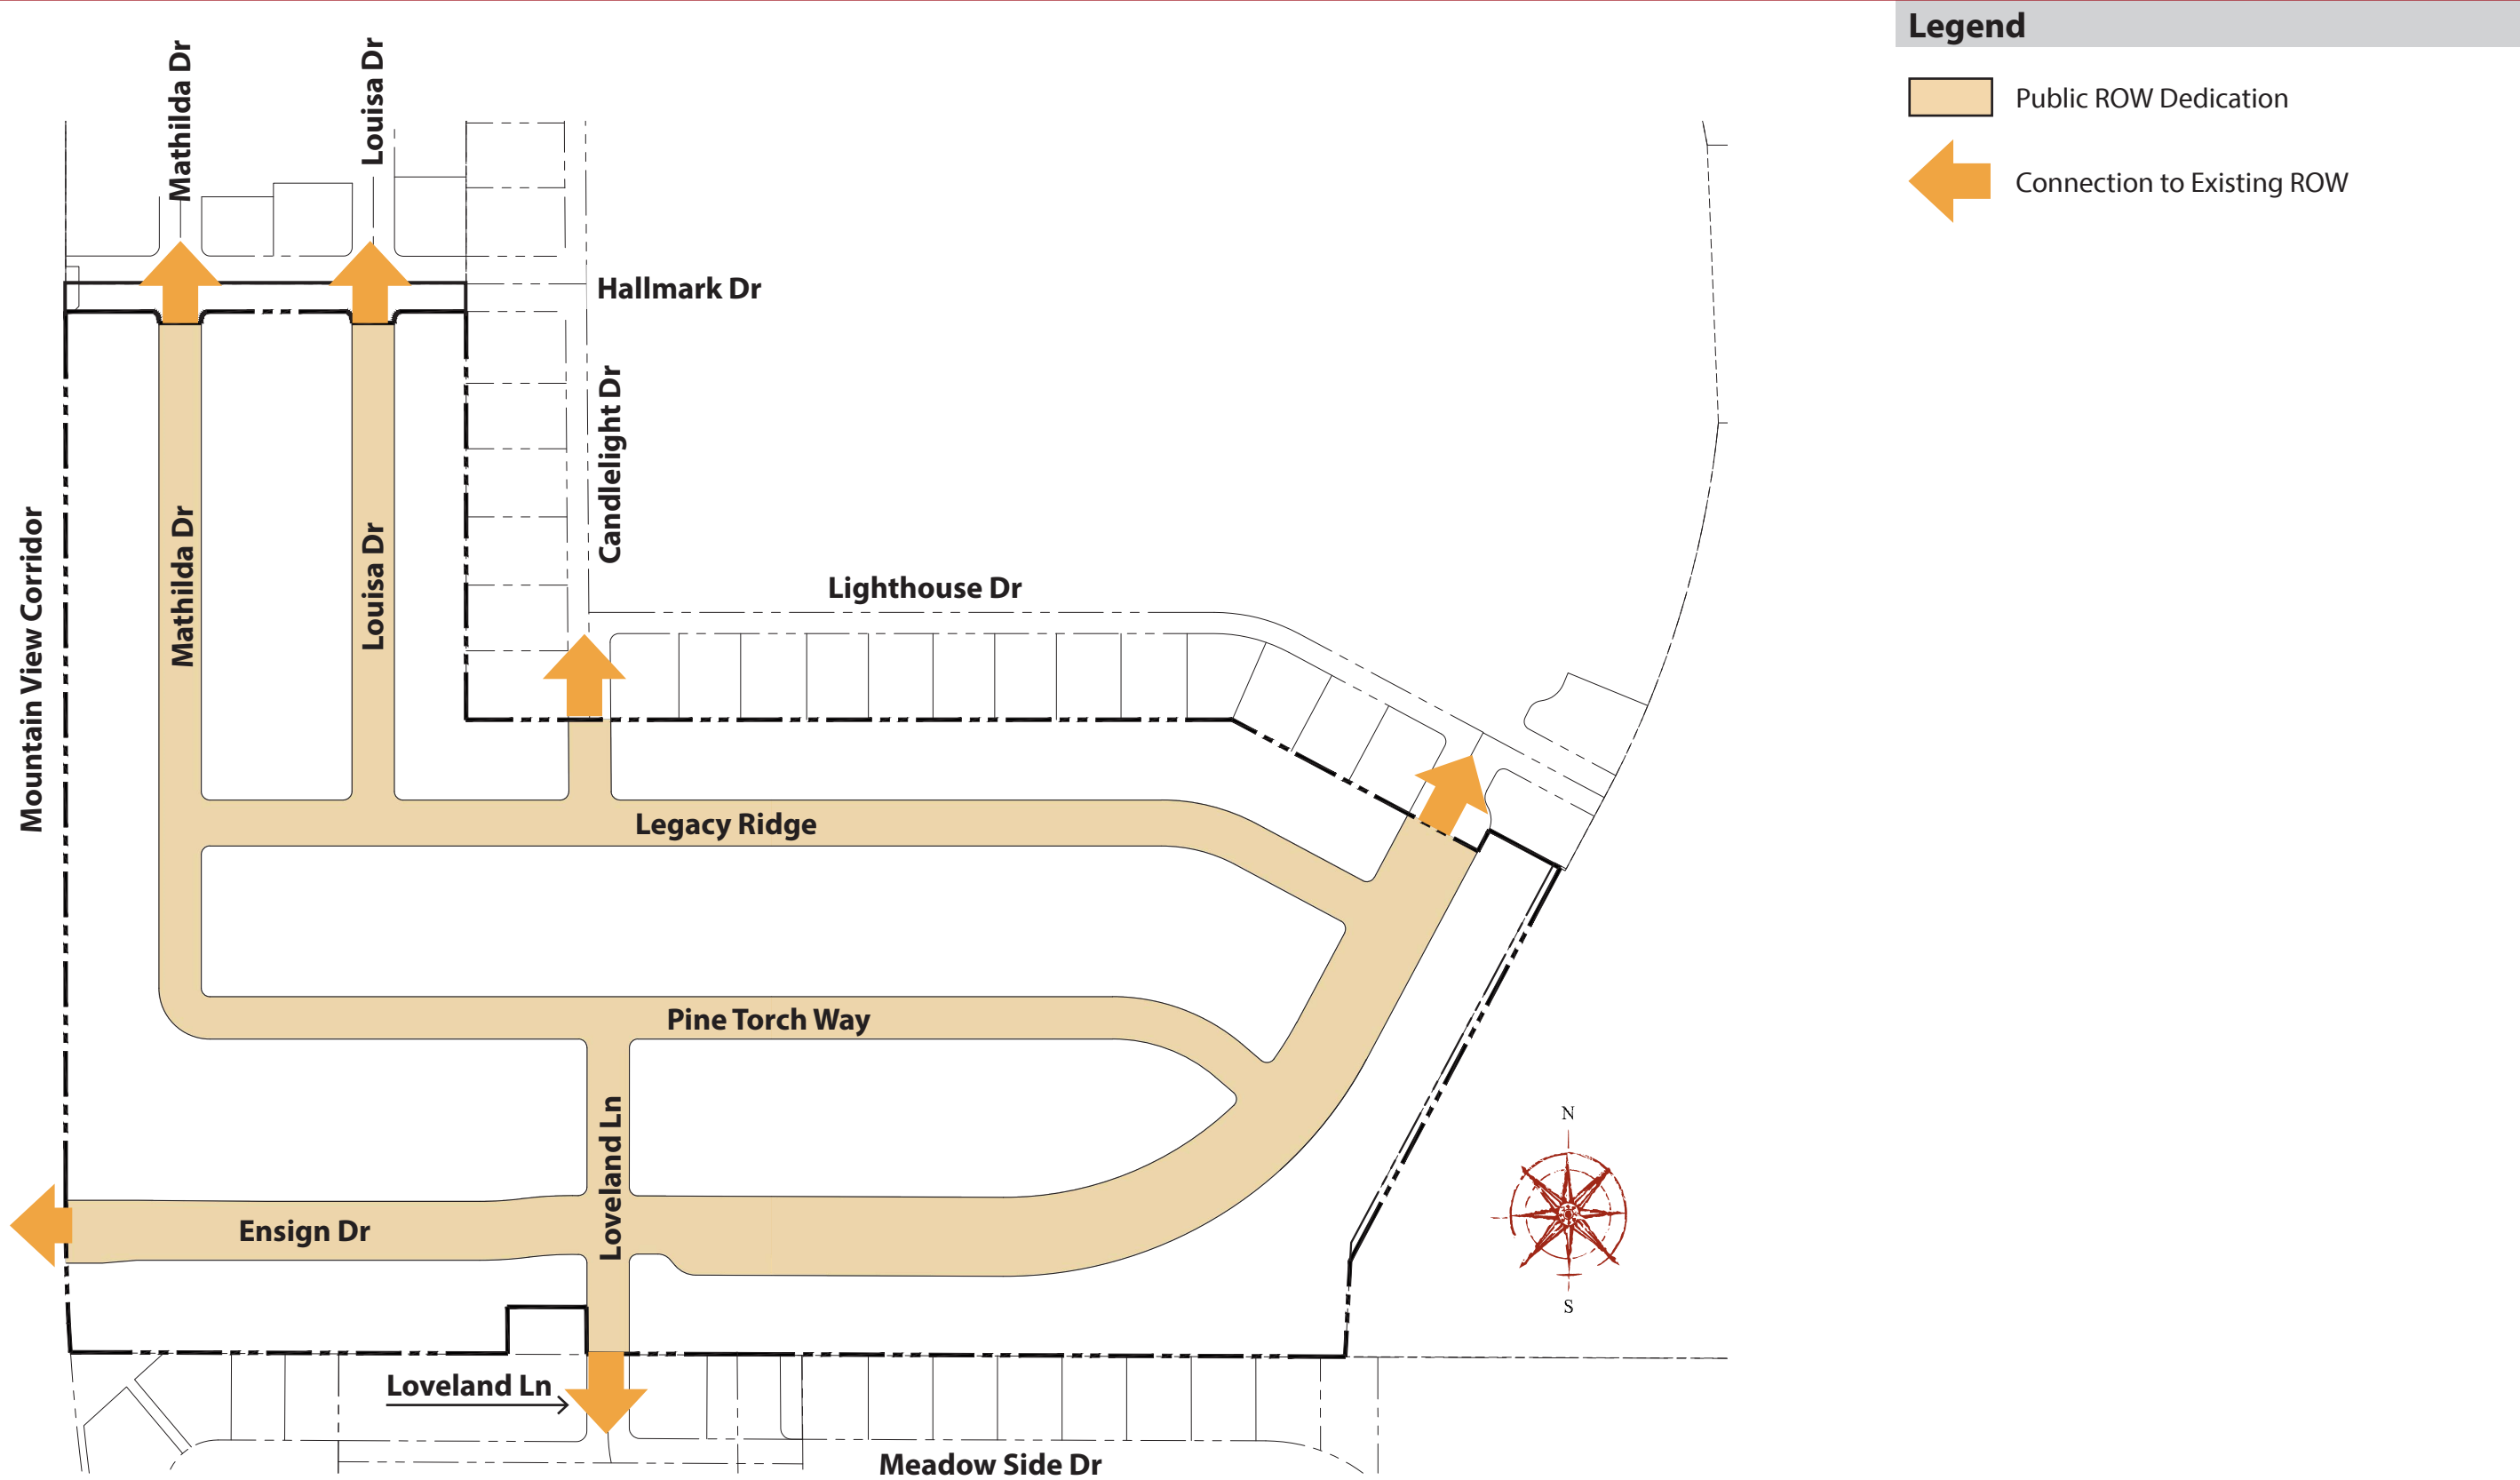 Legend
Public ROW Dedication
Connection to Existing ROW
Mathilda Dr
Louisa Dr
Hallmark Dr
Candlelight Dr
Lighthouse Dr
Mountain View Corridor
Mathilda Dr
Louisa Dr
Legacy Ridge
Pine Torch Way
Loveland Ln
Ensign Dr
N
S
Loveland Ln
Meadow Side Dr